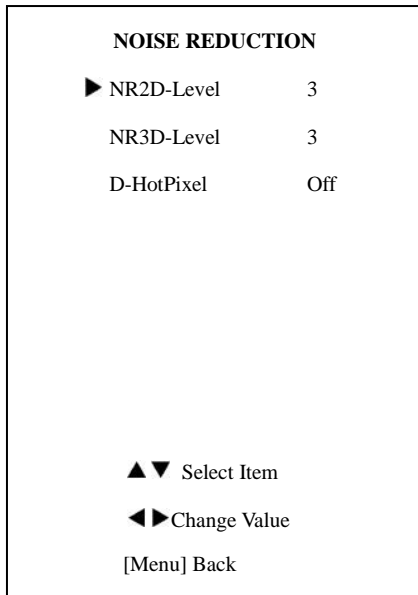 NOISE REDUCTION
▶ NR2D-Level 3
NR3D-Level 3
D-HotPixel Off
▲▼ Select Item
◀▶Change Value
[Menu] Back